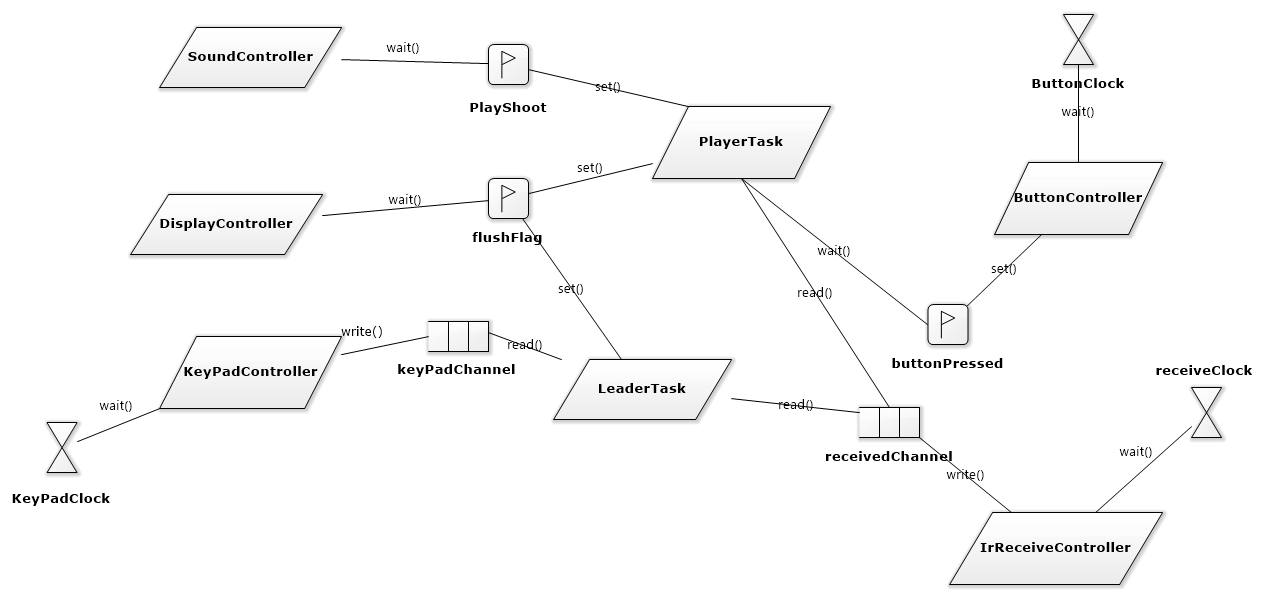 SoundController
wait()
PlayShoot
set()
PlayerTask
ButtonClock
wait()
ButtonController
DisplayController
wait()
flushFlag
set()
set()
wait()
read()
set()
buttonPressed
KeyPadController
write()
keyPadChannel
read()
LeaderTask
read()
receivedChannel
receiveClock
wait()
write()
IrReceiveController
wait()
KeyPadClock